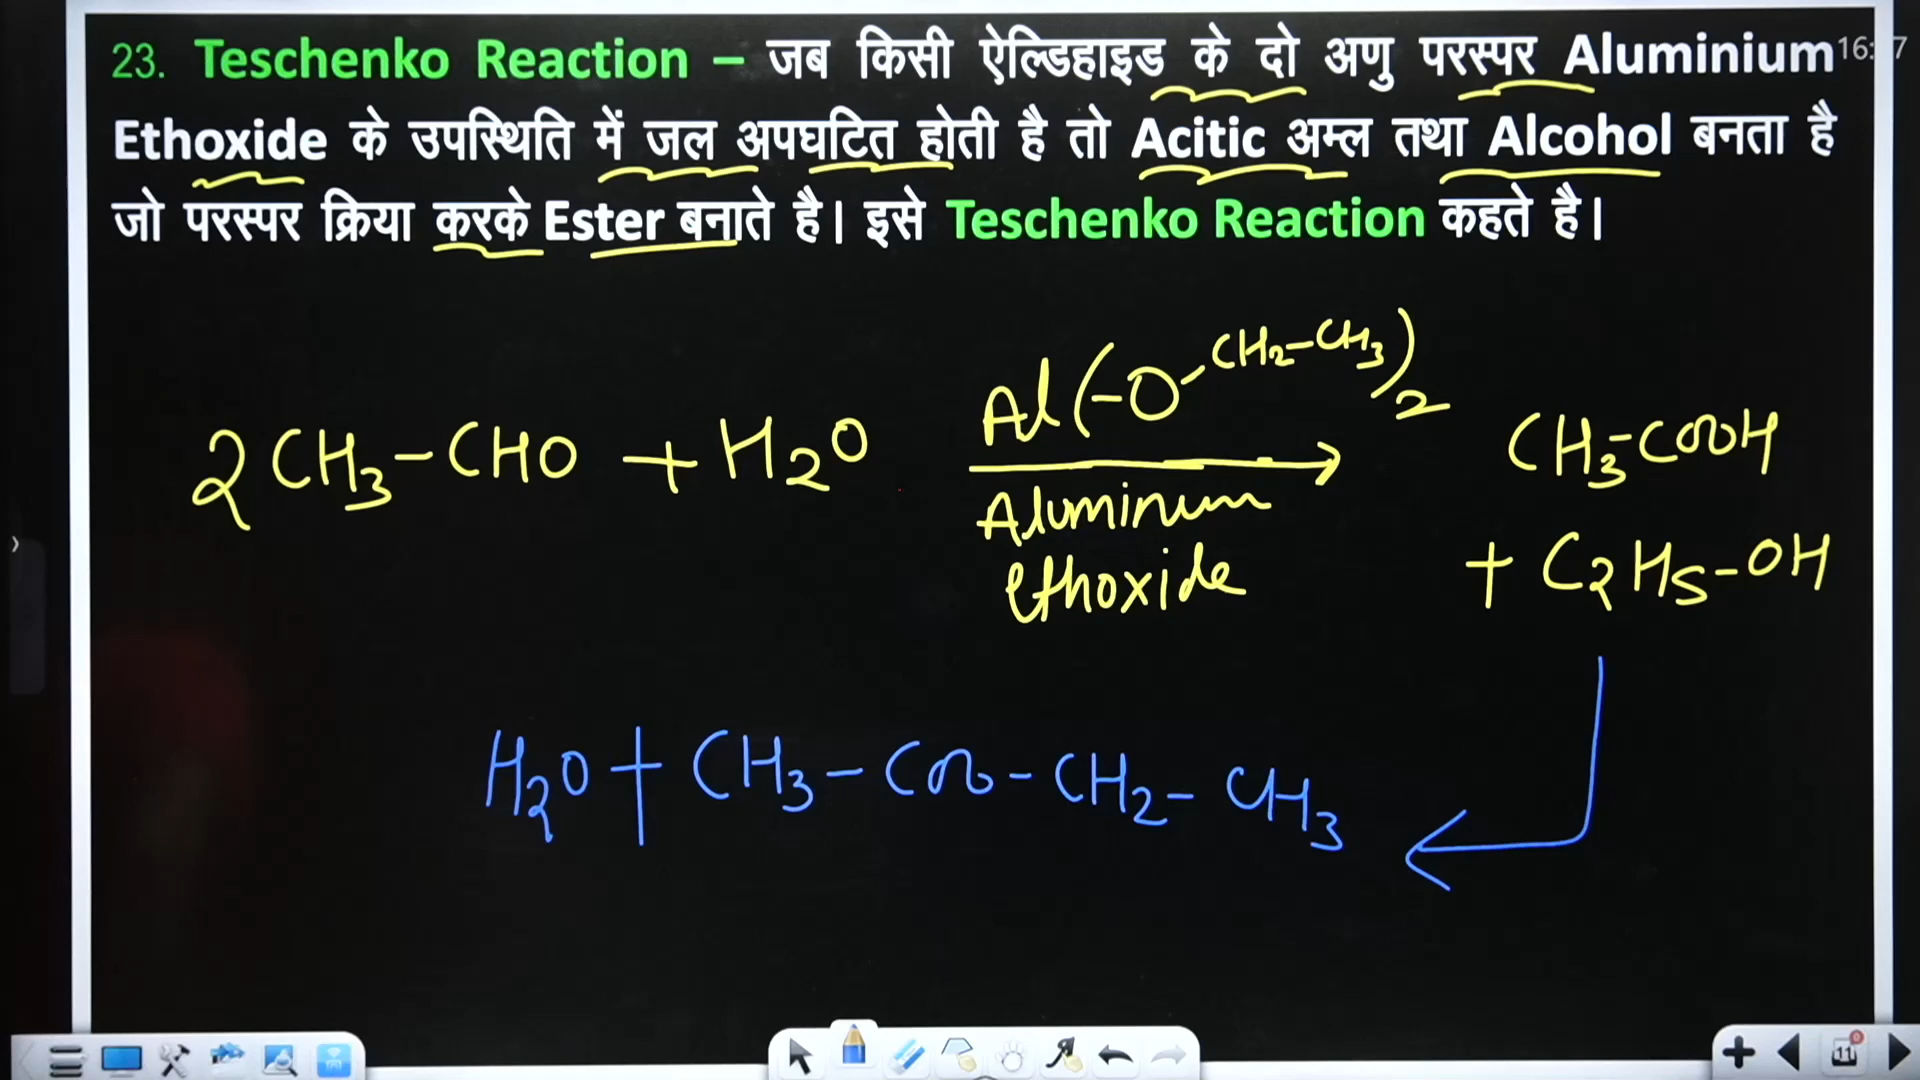 23. Teschenko Reaction – जब किसी ऐल्डिहाइड के दो अणु परस्पर Aluminium
Ethoxide के उपस्थिति में जल अपघटित होती है तो Acitic अम्ल तथा Alcohol बनता है
जो परस्पर क्रिया करके Ester बनाते है। इसे Teschenko Reaction कहते है।
Al(-O-CH2-CH3)2
2CH3-CHO + H2O → CH3-COOH
Aluminum
ethoxide
+ C2H5-OH
H2O + CH3-COO-CH2-CH3
11